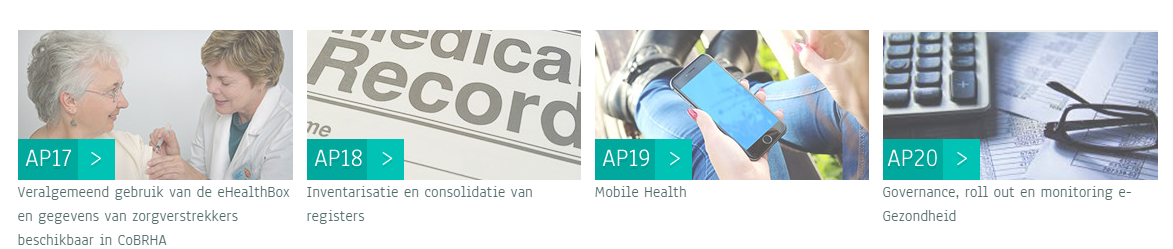 Medical
Record
me
AP17 >
AP18 >
AP19 >
AP20 >
Veralgemeend gebruik van de eHealthBox
en gegevens van zorgverstrekkers
beschikbaar in CoBRHA
Inventarisatie en consolidatie van
registers
Mobile Health
Governance, roll out en monitoring e-
Gezondheid